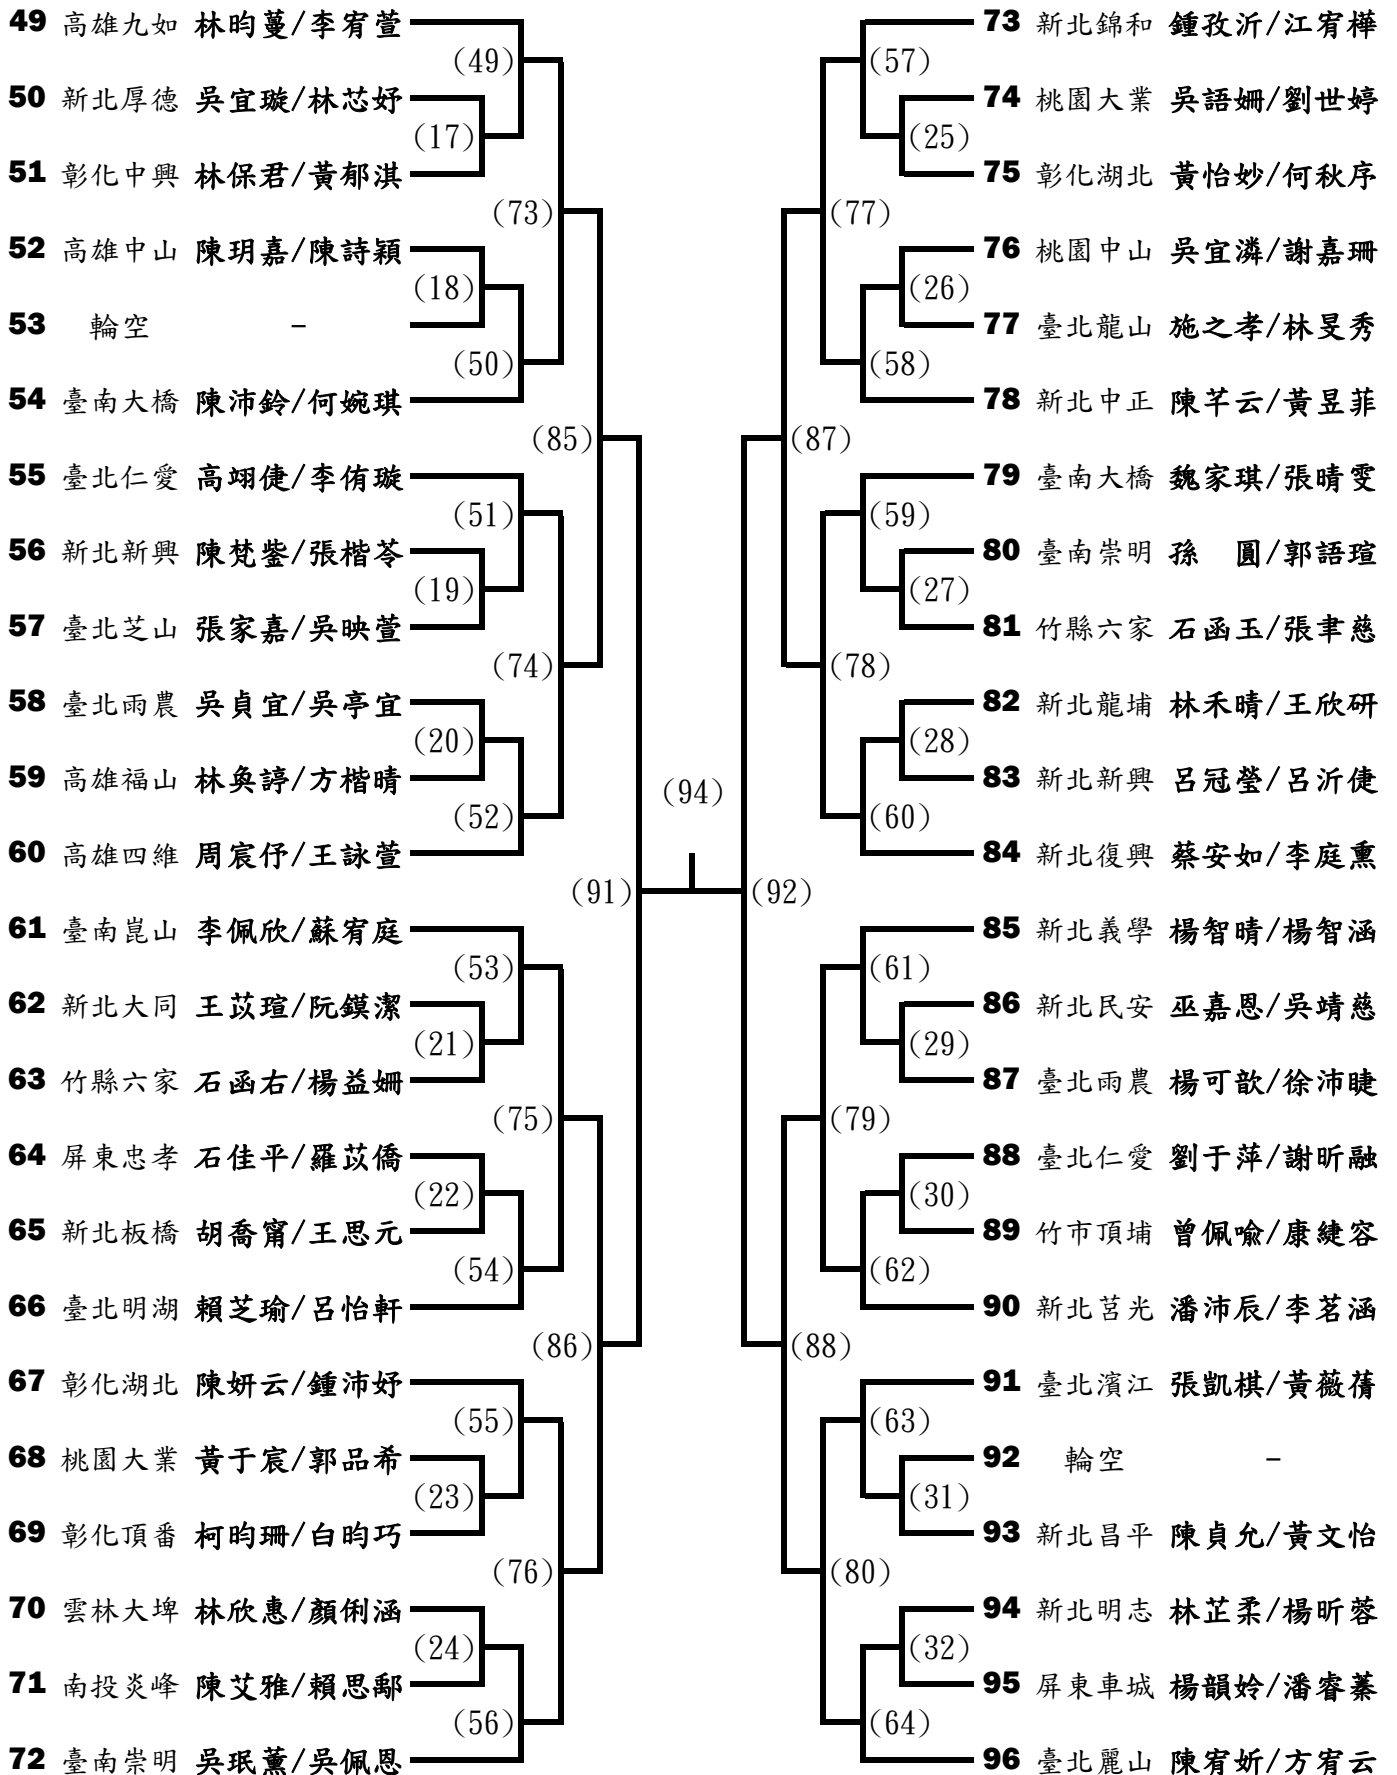 49 高雄九如 林昀蔓/李宥萱
(49)
50 新北厚德 吳宜璇/林芯妤
(17)
51 彰化中興 林保君/黃郁淇
(73)
52 高雄中山 陳玥嘉/陳詩穎
(18)
53 輪空 -
(50)
54 臺南大橋 陳沛鈴/何婉琪
(85)
55 臺北仁愛 高翊倢/李侑璇
(51)
56 新北新興 陳梵蓥/張楷苓
(19)
57 臺北芝山 張家嘉/吳映萱
(74)
58 臺北雨農 吳貞宜/吳亭宜
(20)
59 高雄福山 林奐諄/方楷晴
(52)
60 高雄四維 周宸伃/王詠萱
(91)
61 臺南崑山 李佩欣/蘇宥庭
(53)
62 新北大同 王苡瑄/阮鏌潔
(21)
63 竹縣六家 石函右/楊益姍
(75)
64 屏東忠孝 石佳平/羅苡僑
(22)
65 新北板橋 胡喬甯/王思元
(54)
66 臺北明湖 賴芝瑜/呂怡軒
(86)
67 彰化湖北 陳妍云/鍾沛妤
(55)
68 桃園大業 黃于宸/郭品希
(23)
69 彰化頂番 柯昀珊/白昀巧
(76)
70 雲林大埤 林欣惠/顏俐涵
(24)
71 南投炎峰 陳艾雅/賴思鄢
(56)
72 臺南崇明 吳珉薰/吳佩恩
(94)
73 新北錦和 鍾孜沂/江宥樺
(57)
74 桃園大業 吳語姍/劉世婷
(25)
75 彰化湖北 黃怡妙/何秋序
(77)
76 桃園中山 吳宜潾/謝嘉珊
(26)
77 臺北龍山 施之孝/林旻秀
(58)
78 新北中正 陳芊云/黃昱菲
(87)
79 臺南大橋 魏家琪/張晴雯
(59)
80 臺南崇明 孫 圓/郭語瑄
(27)
81 竹縣六家 石函玉/張聿慈
(78)
82 新北龍埔 林禾晴/王欣研
(28)
83 新北新興 呂冠瑩/呂沂倢
(60)
84 新北復興 蔡安如/李庭熏
(92)
85 新北義學 楊智晴/楊智涵
(61)
86 新北民安 巫嘉恩/吳靖慈
(29)
87 臺北雨農 楊可歆/徐沛睫
(79)
88 臺北仁愛 劉于萍/謝昕融
(30)
89 竹市頂埔 曾佩喻/康緁容
(62)
90 新北莒光 潘沛辰/李茗涵
(88)
91 臺北濱江 張凱棋/黃薇蒨
(63)
92 輪空 -
(31)
93 新北昌平 陳貞允/黃文怡
(80)
94 新北明志 林芷柔/楊昕蓉
(32)
95 屏東車城 楊韻姈/潘睿蓁
(64)
96 臺北麗山 陳宥妡/方宥云